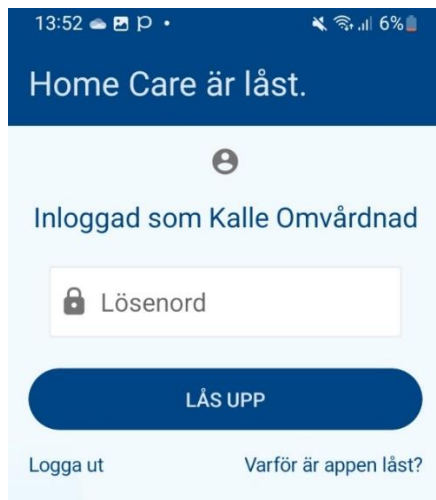 13:52
6%
Home Care är låst.
Inloggad som Kalle Omvårdnad
Lösenord
LÅS UPP
Logga ut
Varför är appen låst?